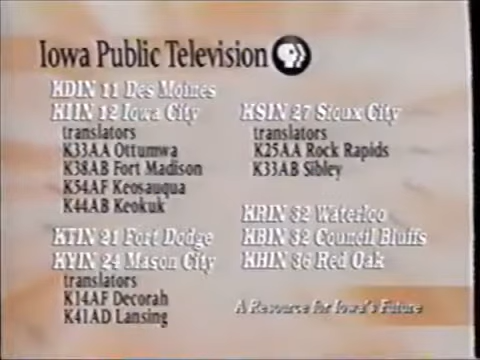 Iowa Public Television PBS
KDIN 11 Des Moines
KIIN 12 Iowa City
translators
K33AA Ottumwa
K38AB Fort Madison
K54AF Keosauqua
K44AB Keokuk
KTIN 21 Fort Dodge
KYIN 24 Mason City
translators
K14AF Decorah
K41AD Lansing
KSIN 27 Sioux City
translators
K25AA Rock Rapids
K33AB Sibley
KRIN 32 Waterloo
KBIN 32 Council Bluffs
KHIN 36 Red Oak
A Resource for Iowa's Future